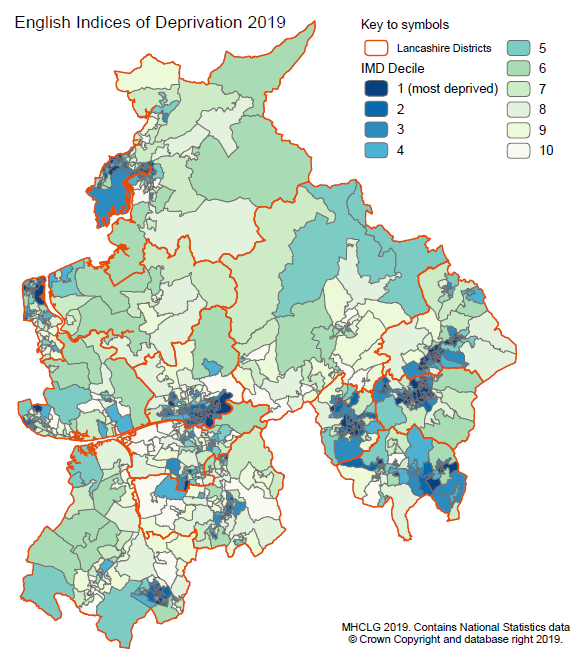 English Indices of Deprivation 2019
Key to symbols
Lancashire Districts
IMD Decile
1 (most deprived)
2
3
4
5
6
7
8
9
10
MHCLG 2019. Contains National Statistics data
© Crown Copyright and database right 2019.